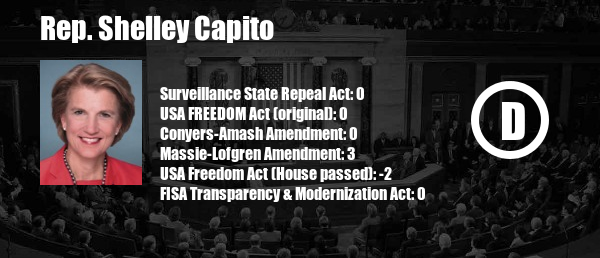 Rep. Shelley Capito
Surveillance State Repeal Act: 0
USA FREEDOM Act (original): 0
Conyers-Amash Amendment: 0
Massie-Lofgren Amendment: 3
USA Freedom Act (House passed): -2
FISA Transparency & Modernization Act: 0
D